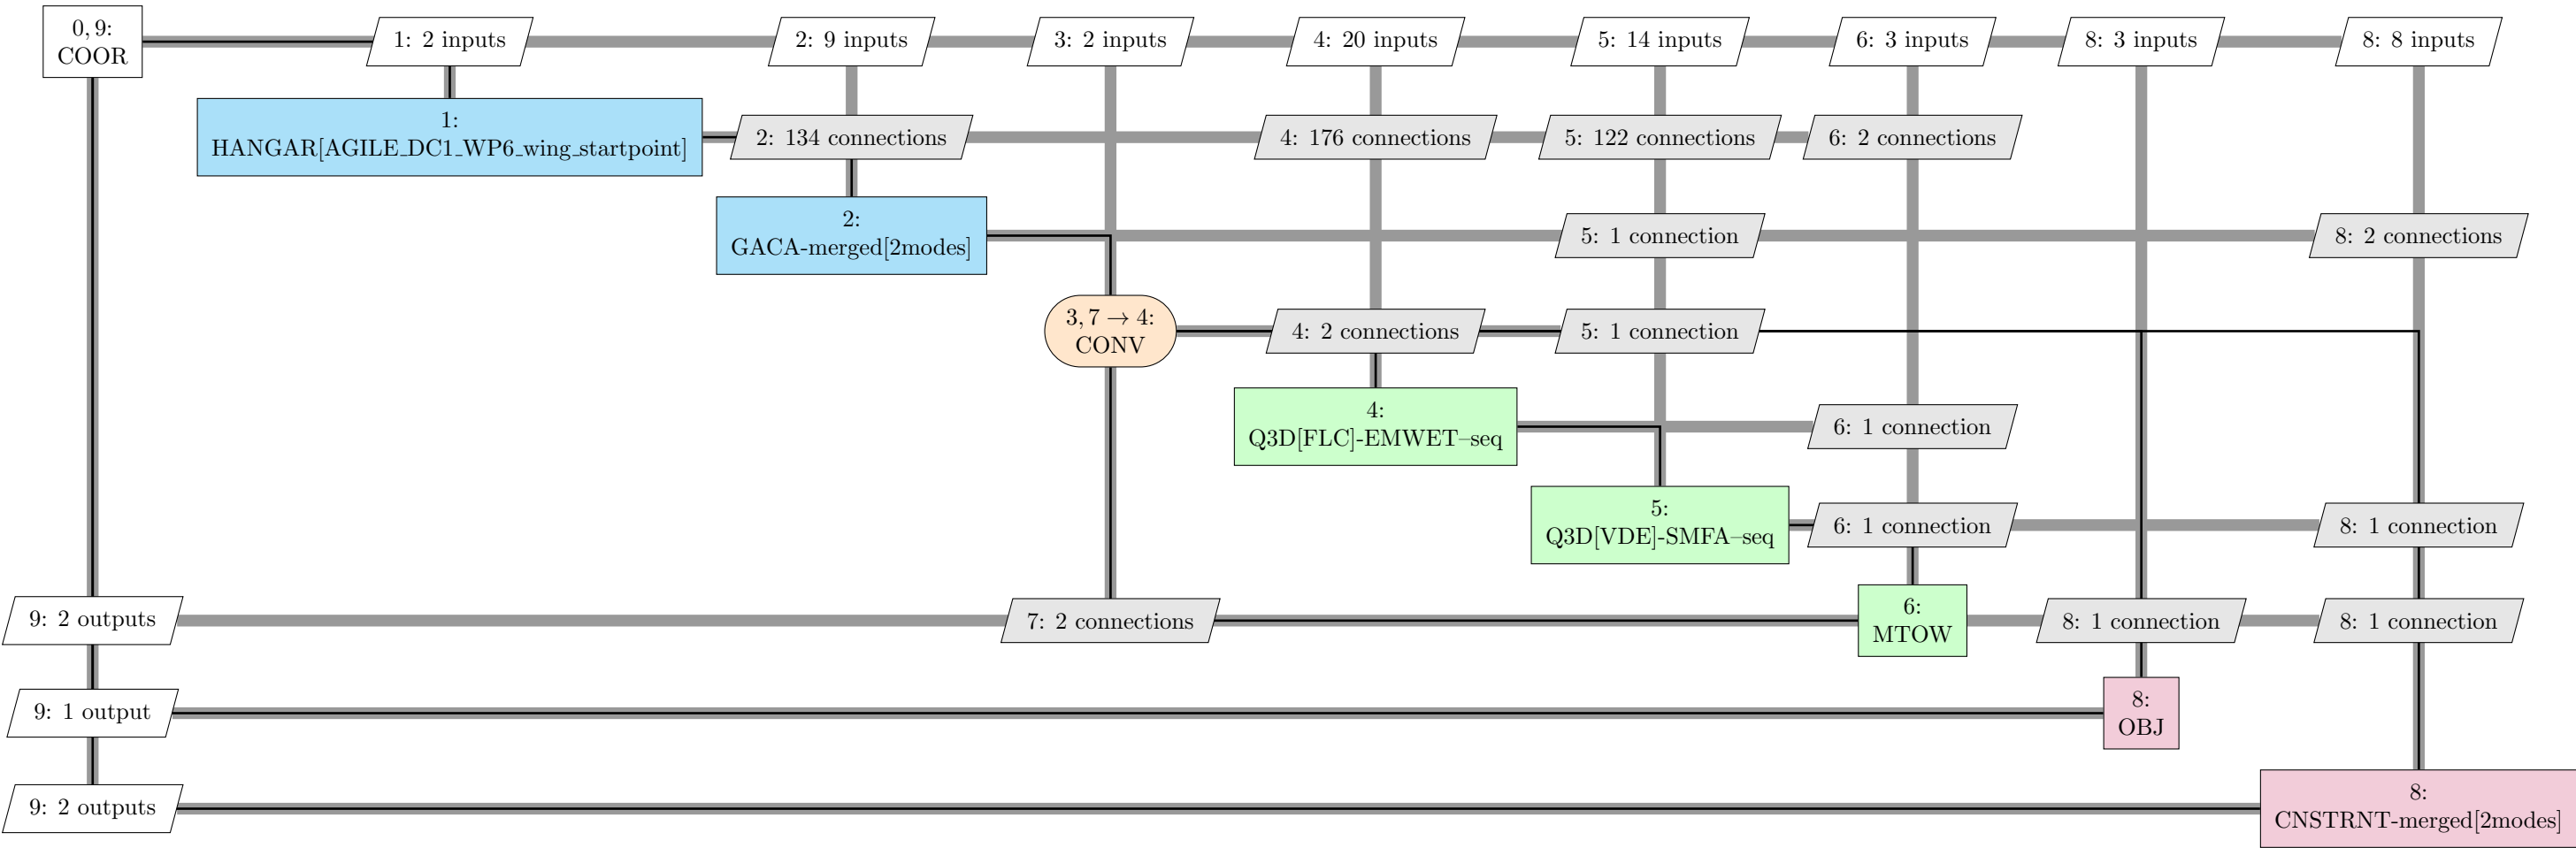 0, 9:
COOR
1: 2 inputs
2: 9 inputs
3: 2 inputs
4: 20 inputs
5: 14 inputs
6: 3 inputs
8: 3 inputs
8: 8 inputs
1:
HANGAR[AGILE_DC1_WP6_wing_startpoint]
2: 134 connections
4: 176 connections
5: 122 connections
6: 2 connections
2:
GACA-merged[2modes]
5: 1 connection
8: 2 connections
3, 7 → 4:
CONV
4: 2 connections
5: 1 connection
4:
Q3D[FLC]-EMWET–seq
6: 1 connection
5:
Q3D[VDE]-SMFA–seq
6: 1 connection
8: 1 connection
9: 2 outputs
7: 2 connections
6:
MTOW
8: 1 connection
8: 1 connection
9: 1 output
8:
OBJ
9: 2 outputs
8:
CNSTRNT-merged[2modes]